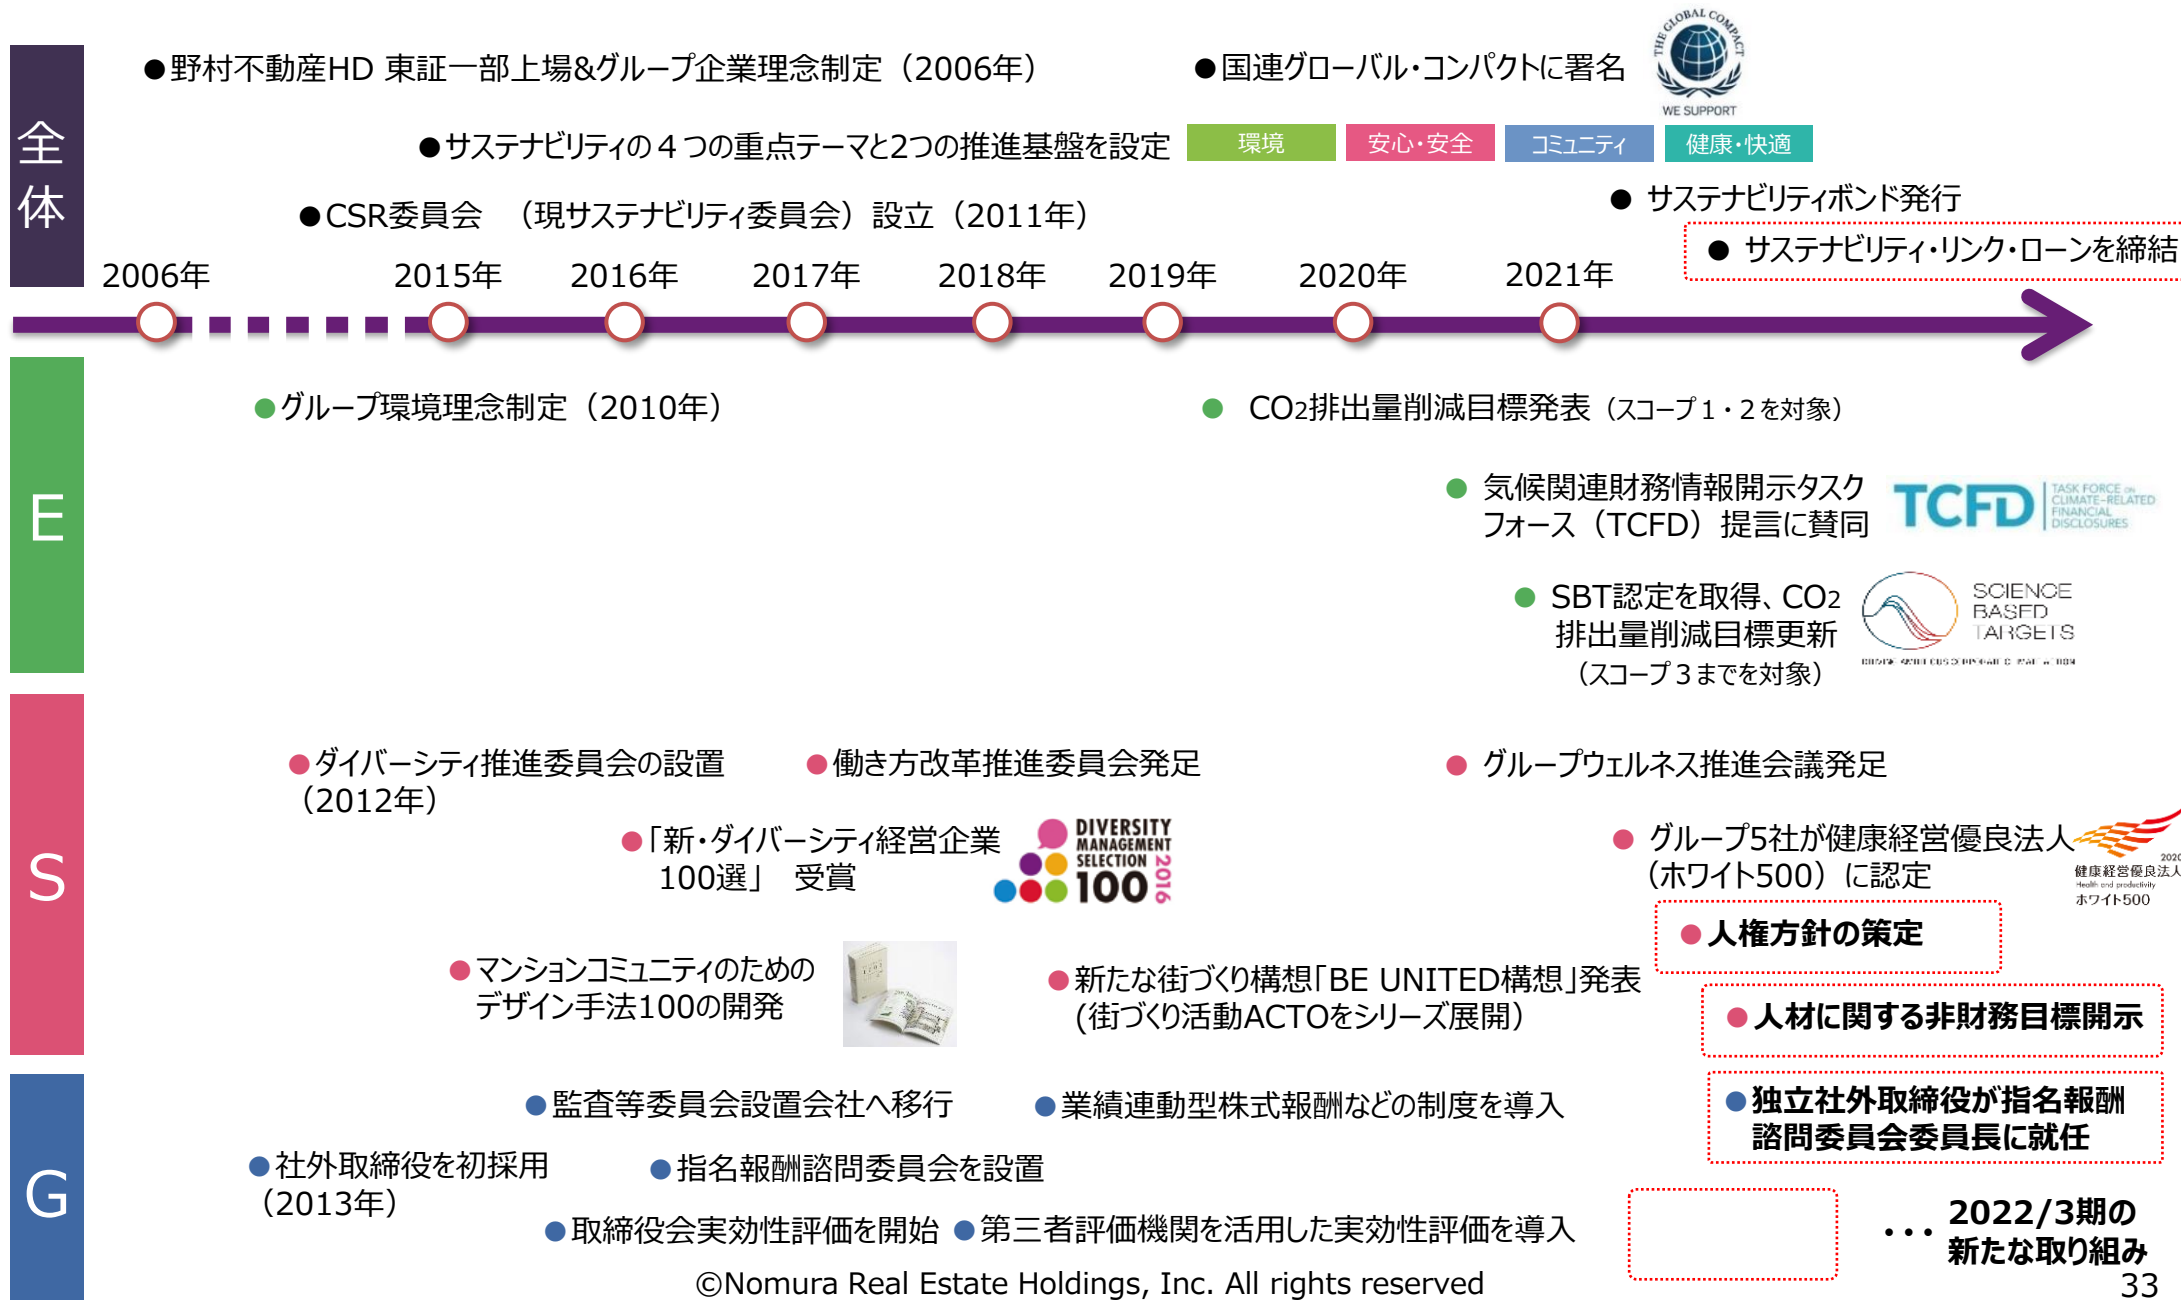 全体
●野村不動産HD 東証一部上場&グループ企業理念制定（2006年）
●国連グローバル・コンパクトに署名
THE GLOBAL COMPACT
WE SUPPORT
●サステナビリティの４つの重点テーマと2つの推進基盤を設定
環境
安心・安全
コミュニティ
健康・快適
●CSR委員会　（現サステナビリティ委員会）設立（2011年）
● サステナビリティボンド発行
● サステナビリティ・リンク・ローンを締結
2006年
2015年
2016年
2017年
2018年
2019年
2020年
2021年
E
●グループ環境理念制定（2010年）
● CO2排出量削減目標発表（スコープ１・２を対象）
● 気候関連財務情報開示タスク
フォース（TCFD）提言に賛同
TCFD
TASK FORCE ON
CLIMATE-RELATED
FINANCIAL
DISCLOSURES
● SBT認定を取得、CO2
排出量削減目標更新
（スコープ３までを対象）
SCIENCE
BASED
TARGETS
S
●ダイバーシティ推進委員会の設置
（2012年）
●働き方改革推進委員会発足
● グループウェルネス推進会議発足
●「新・ダイバーシティ経営企業
100選」　受賞
DIVERSITY
MANAGEMENT
SELECTION
100
2016
● グループ5社が健康経営優良法人
（ホワイト500）に認定
2020
健康経営優良法人
Health and productivity
ホワイト500
●人権方針の策定
●マンションコミュニティのための
デザイン手法100の開発
●新たな街づくり構想「BE UNITED構想」発表
(街づくり活動ACTOをシリーズ展開）
●人材に関する非財務目標開示
G
●監査等委員会設置会社へ移行
●業績連動型株式報酬などの制度を導入
●独立社外取締役が指名報酬
諮問委員会委員長に就任
●社外取締役を初採用
（2013年）
●指名報酬諮問委員会を設置
●取締役会実効性評価を開始
●第三者評価機関を活用した実効性評価を導入
・・・2022/3期の
新たな取り組み
©Nomura Real Estate Holdings, Inc. All rights reserved
33